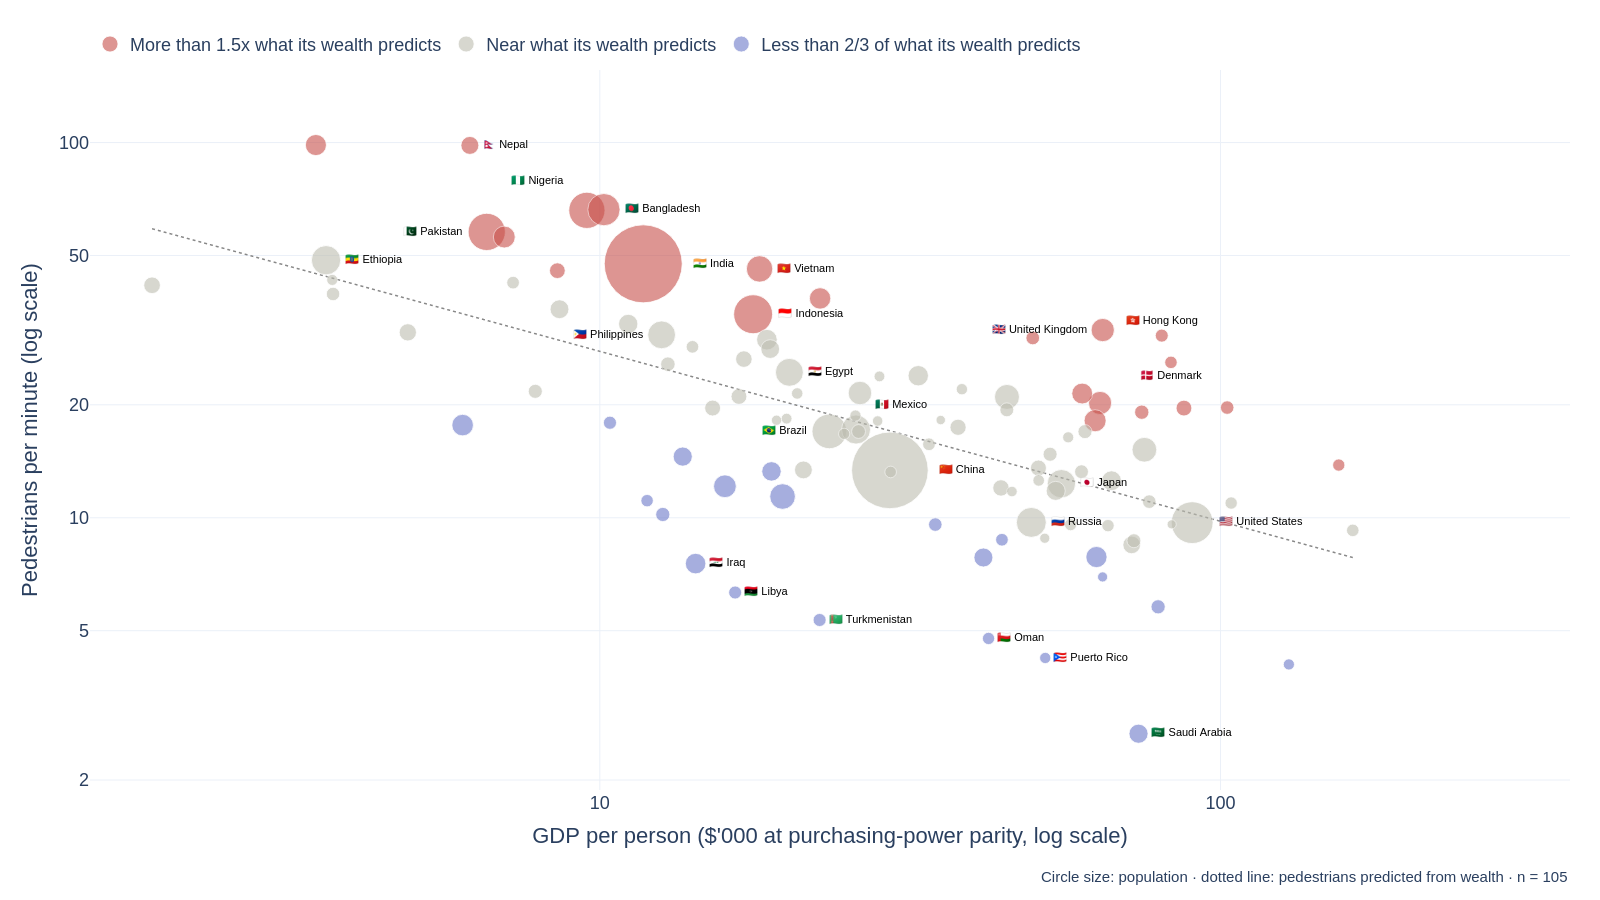 More than 1.5x what its wealth predicts
Near what its wealth predicts
Less than 2/3 of what its wealth predicts
100
50
20
10
5
2
Pedestrians per minute (log scale)
Nepal
Nigeria
Bangladesh
Pakistan
Ethiopia
India
Vietnam
Indonesia
Philippines
United Kingdom
Hong Kong
Egypt
Denmark
Mexico
Brazil
China
Japan
Russia
United States
Iraq
Libya
Turkmenistan
Oman
Puerto Rico
Saudi Arabia
10
100
GDP per person ($'000 at purchasing-power parity, log scale)
Circle size: population · dotted line: pedestrians predicted from wealth · n = 105